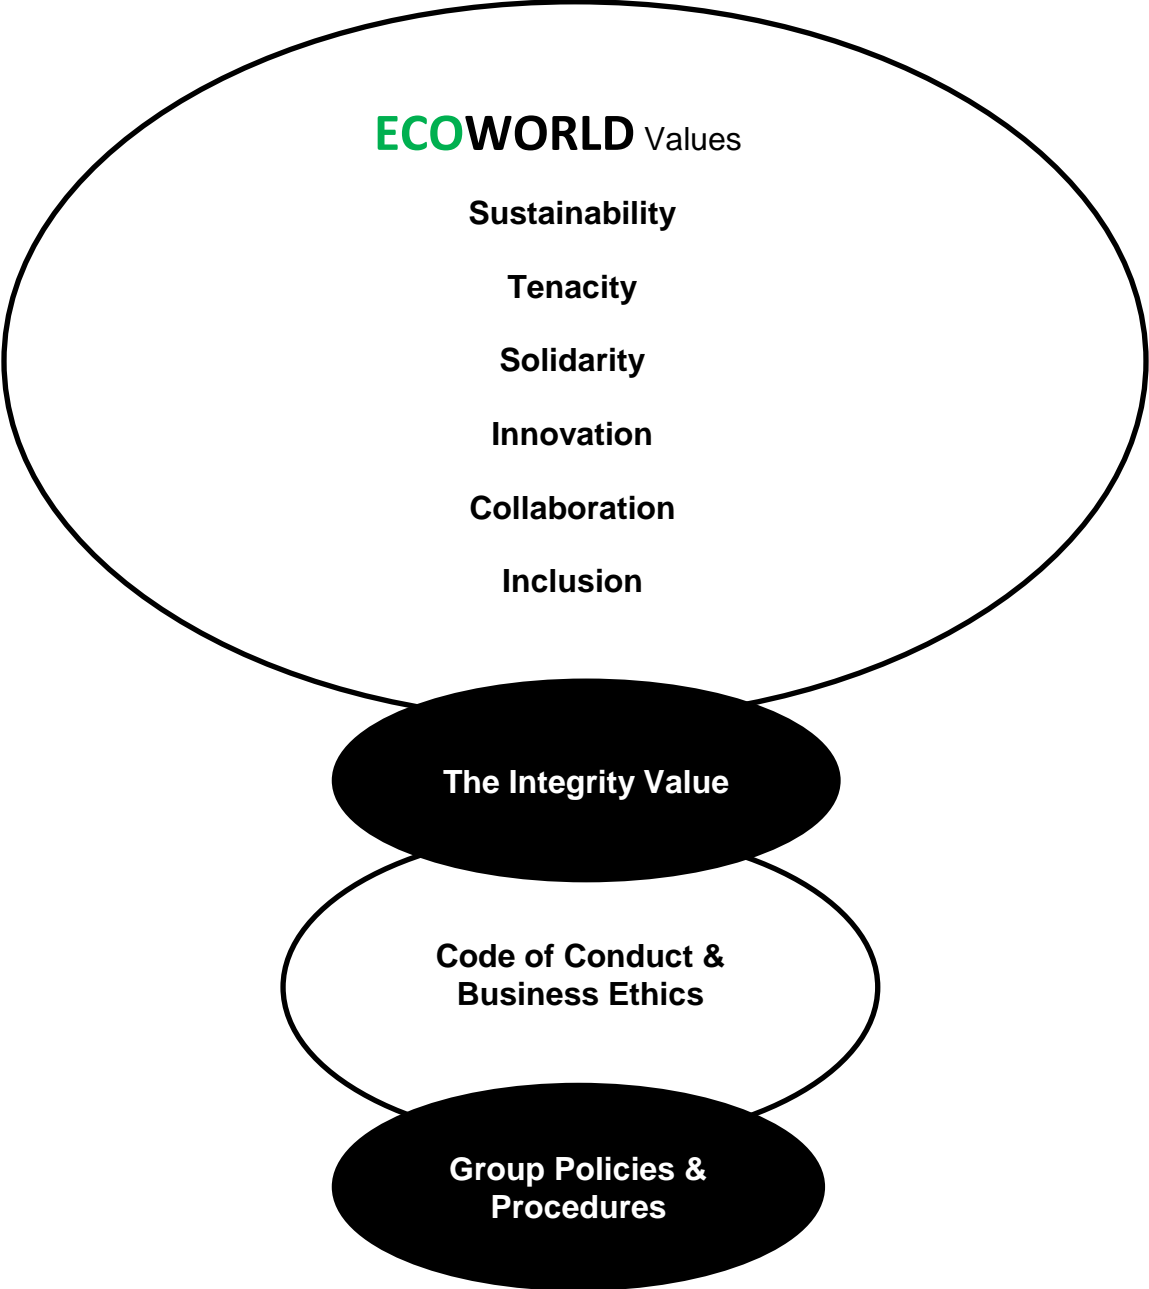 ECOWORLD Values
Sustainability
Tenacity
Solidarity
Innovation
Collaboration
Inclusion
The Integrity Value
Code of Conduct &
Business Ethics
Group Policies &
Procedures